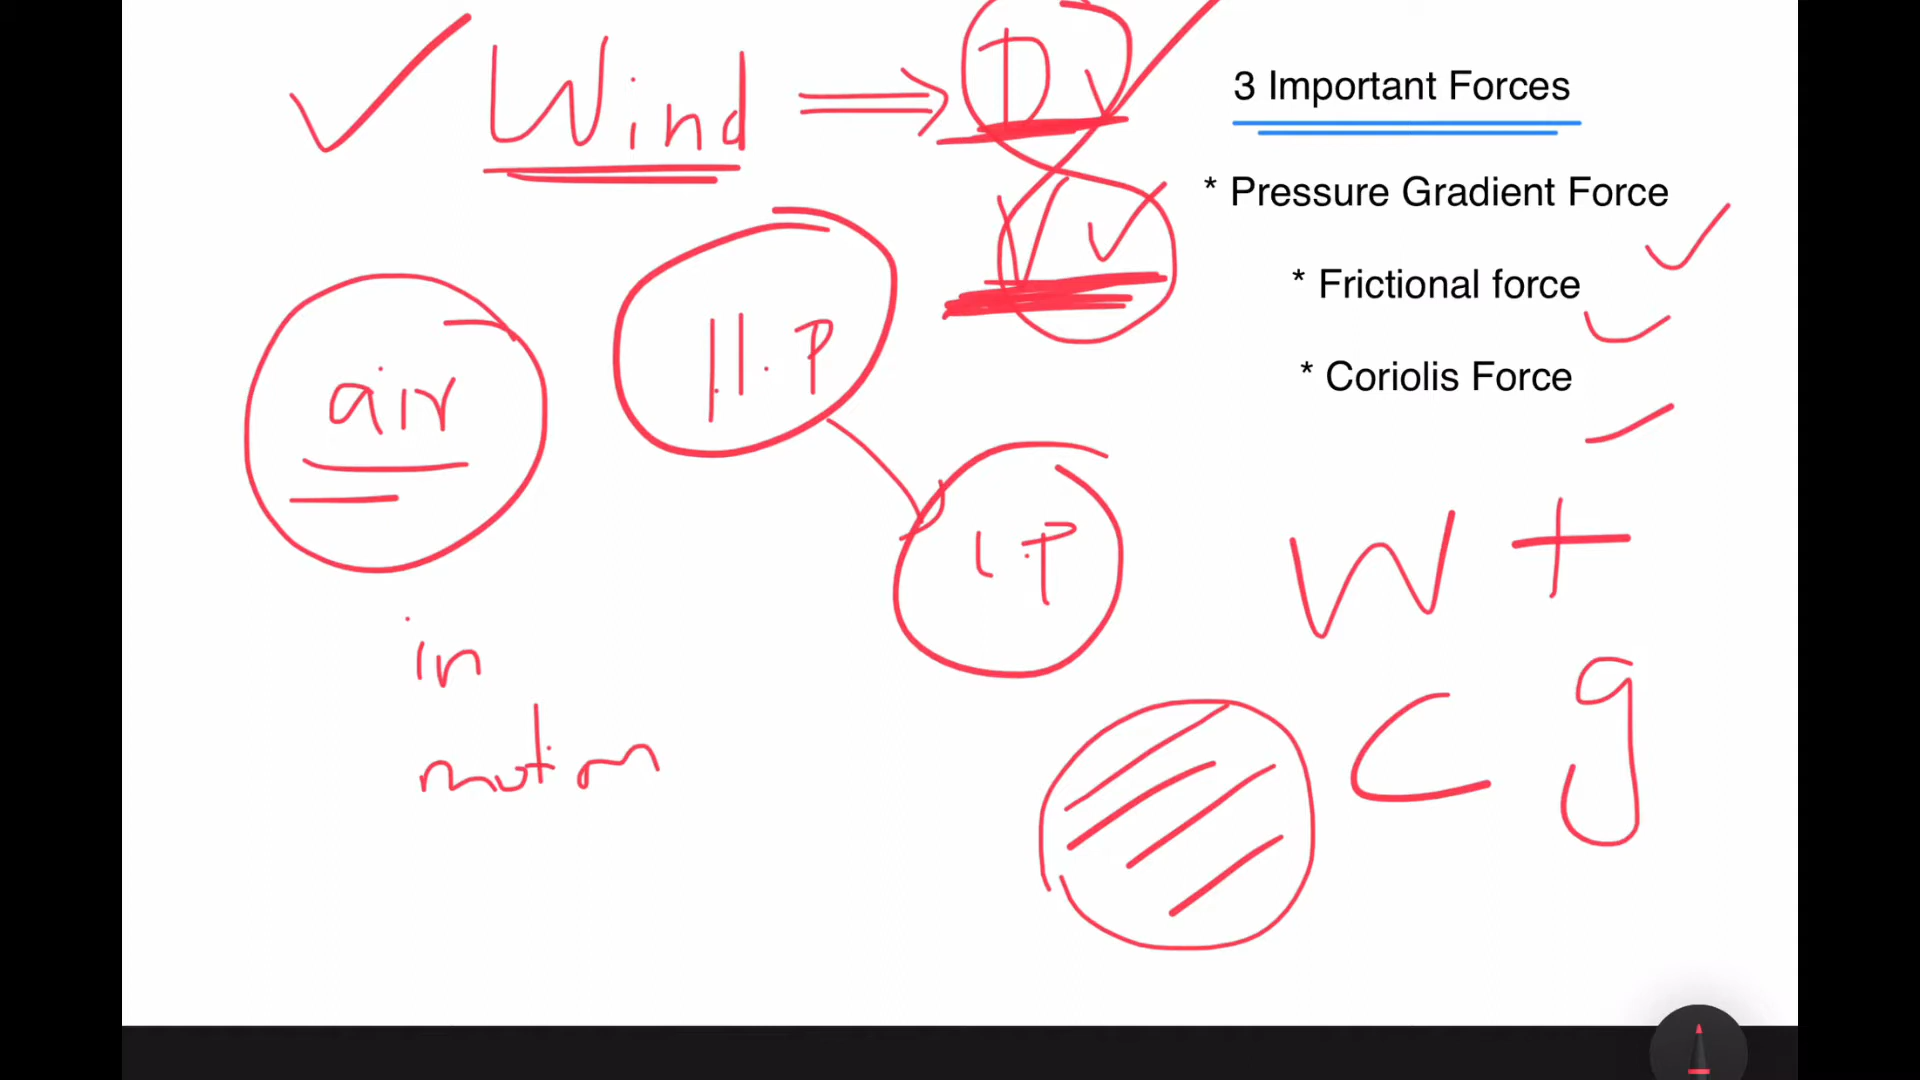 Wind ⇒ D
V
3 Important Forces
* Pressure Gradient Force
* Frictional force
* Coriolis Force
air
in
motion
H.P
L.P
W +
C g